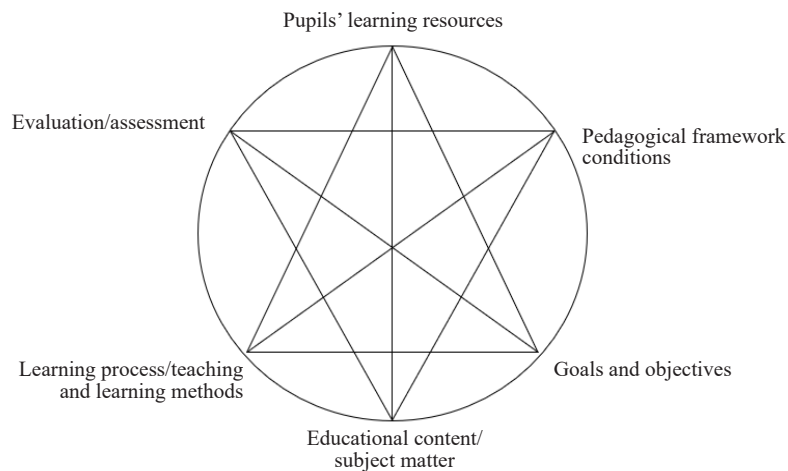 Pupils’ learning resources
Evaluation/assessment
Pedagogical framework
conditions
Learning process/teaching
and learning methods
Goals and objectives
Educational content/
subject matter